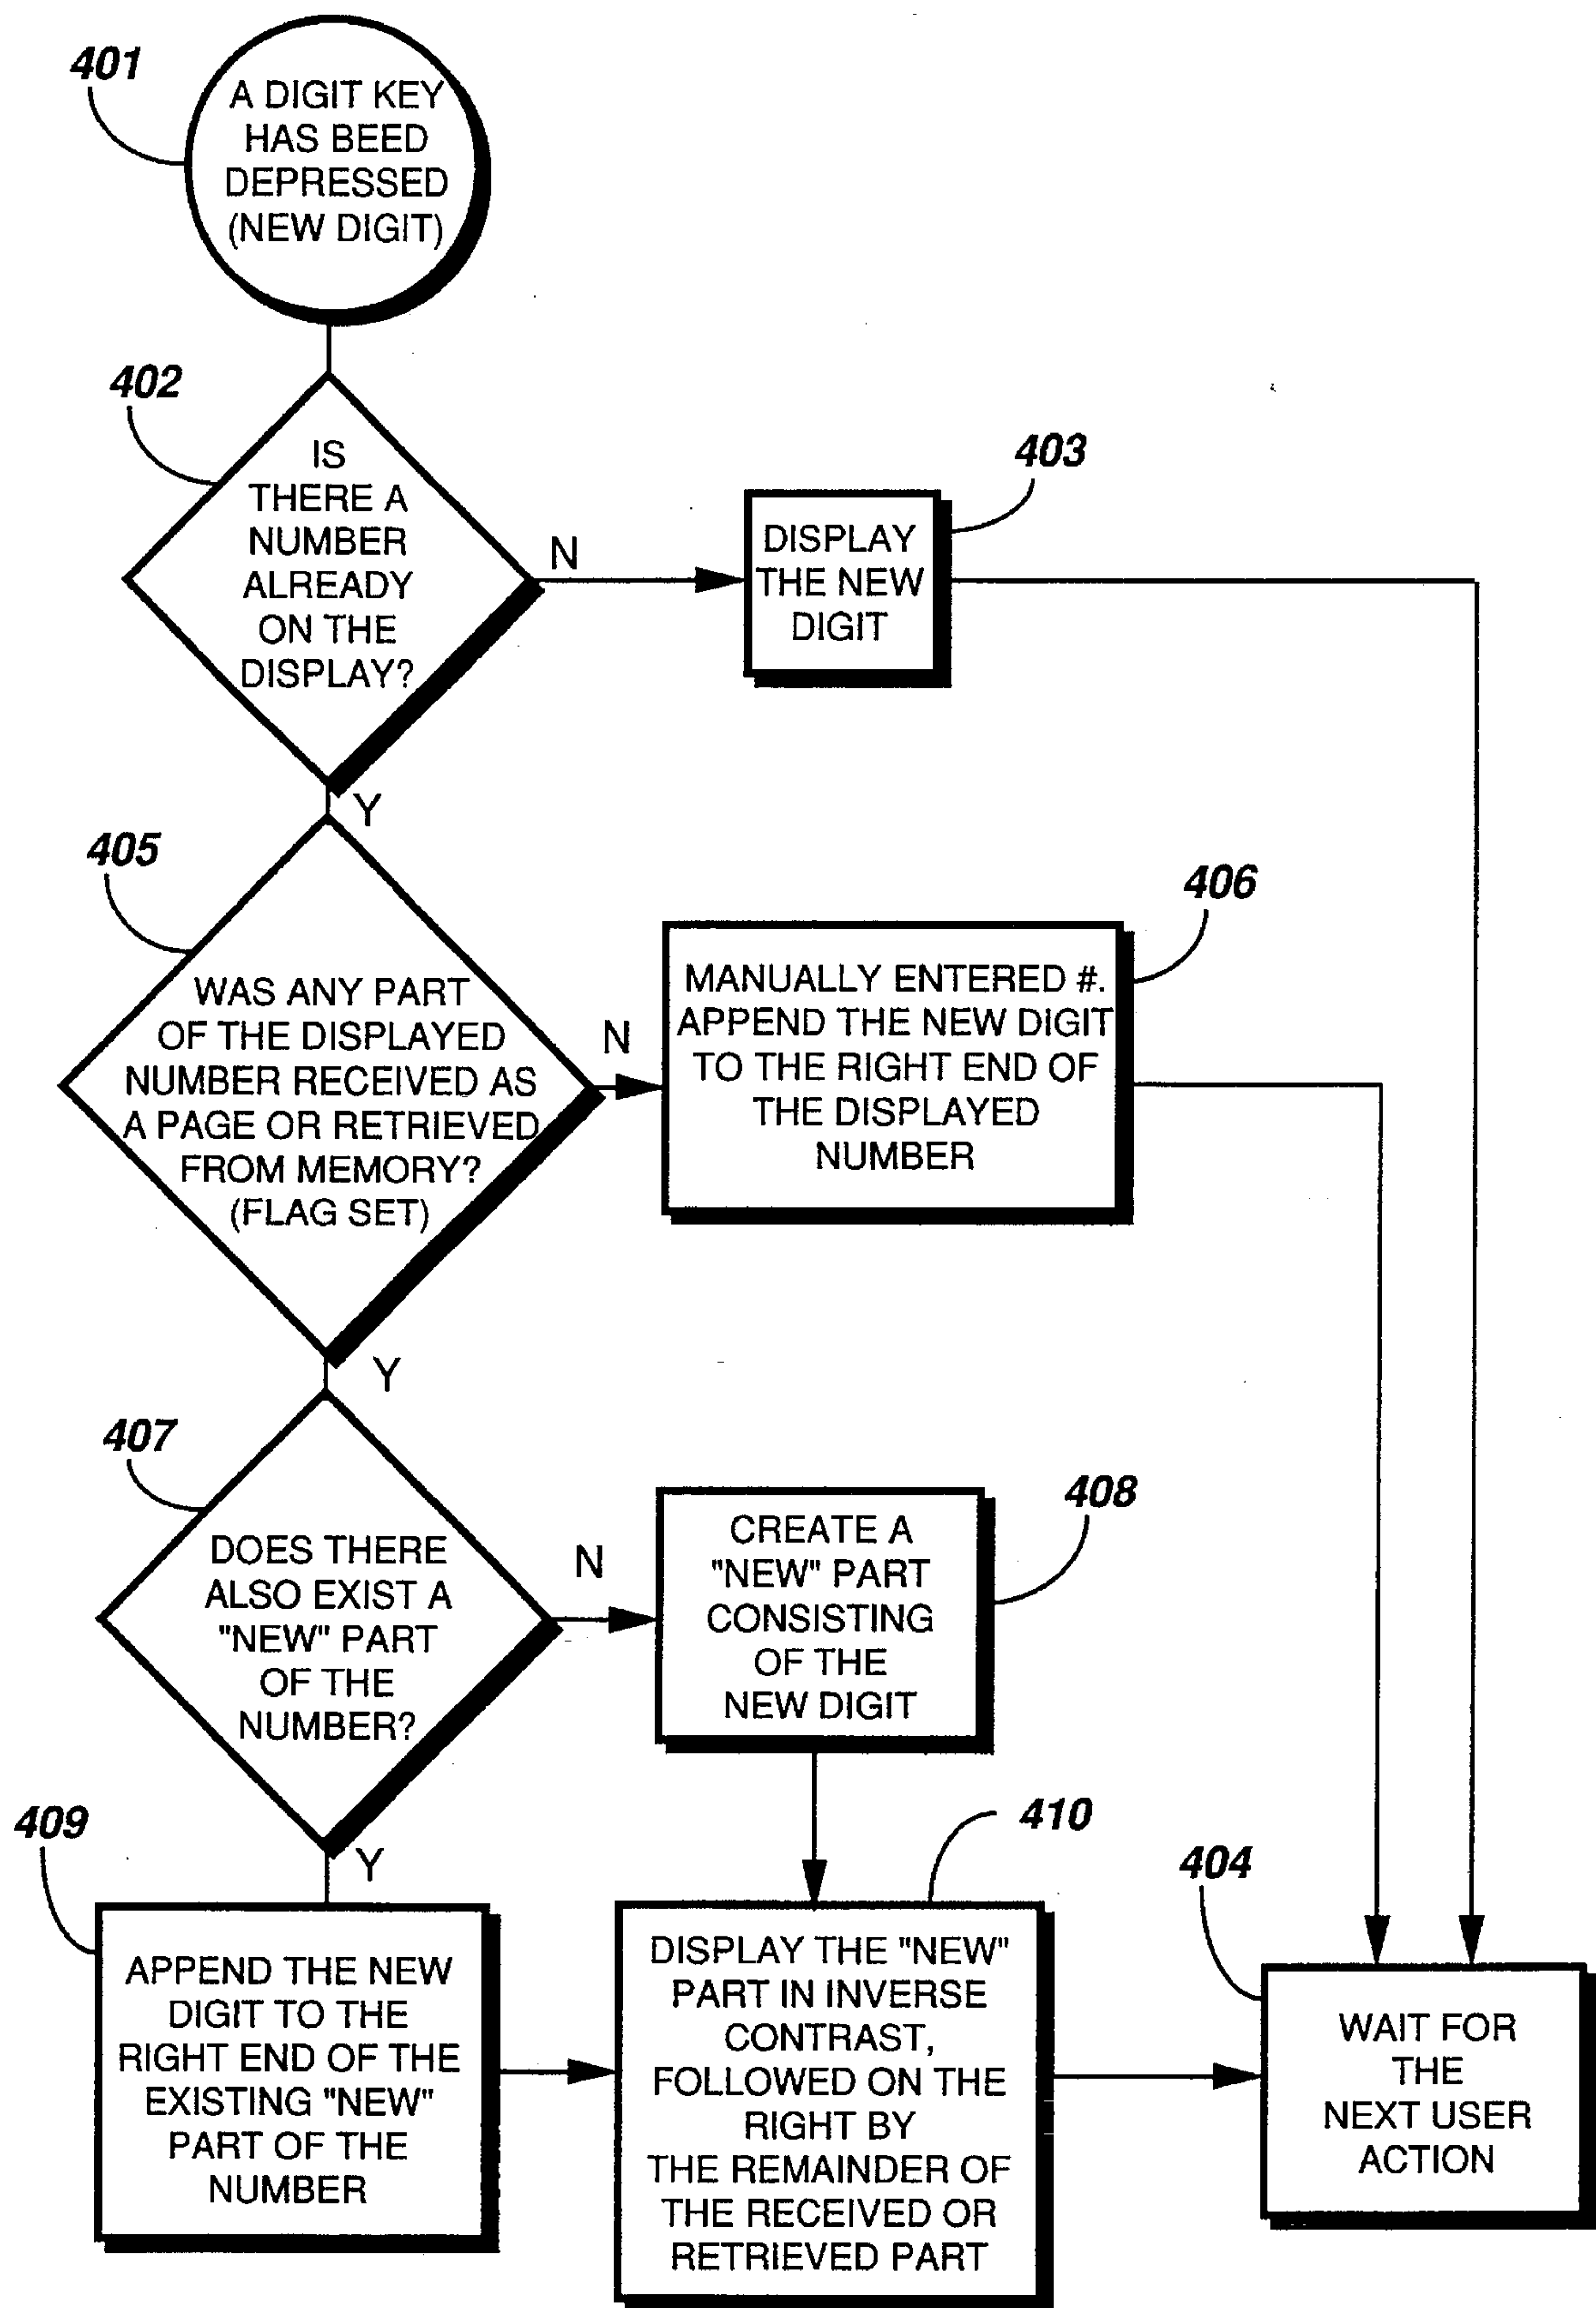 401
A DIGIT KEY
HAS BEED
DEPRESSED
(NEW DIGIT)
402
IS
THERE A
NUMBER
ALREADY
ON THE
DISPLAY?
N
403
DISPLAY
THE NEW
DIGIT
Y
405
WAS ANY PART
OF THE DISPLAYED
NUMBER RECEIVED AS
A PAGE OR RETRIEVED
FROM MEMORY?
(FLAG SET)
N
406
MANUALLY ENTERED #.
APPEND THE NEW DIGIT
TO THE RIGHT END OF
THE DISPLAYED
NUMBER
Y
407
DOES THERE
ALSO EXIST A
"NEW" PART
OF THE
NUMBER?
N
408
CREATE A
"NEW" PART
CONSISTING
OF THE
NEW DIGIT
Y
409
APPEND THE NEW
DIGIT TO THE
RIGHT END OF THE
EXISTING "NEW"
PART OF THE
NUMBER
410
DISPLAY THE "NEW"
PART IN INVERSE
CONTRAST,
FOLLOWED ON THE
RIGHT BY
THE REMAINDER OF
THE RECEIVED OR
RETRIEVED PART
404
WAIT FOR
THE
NEXT USER
ACTION